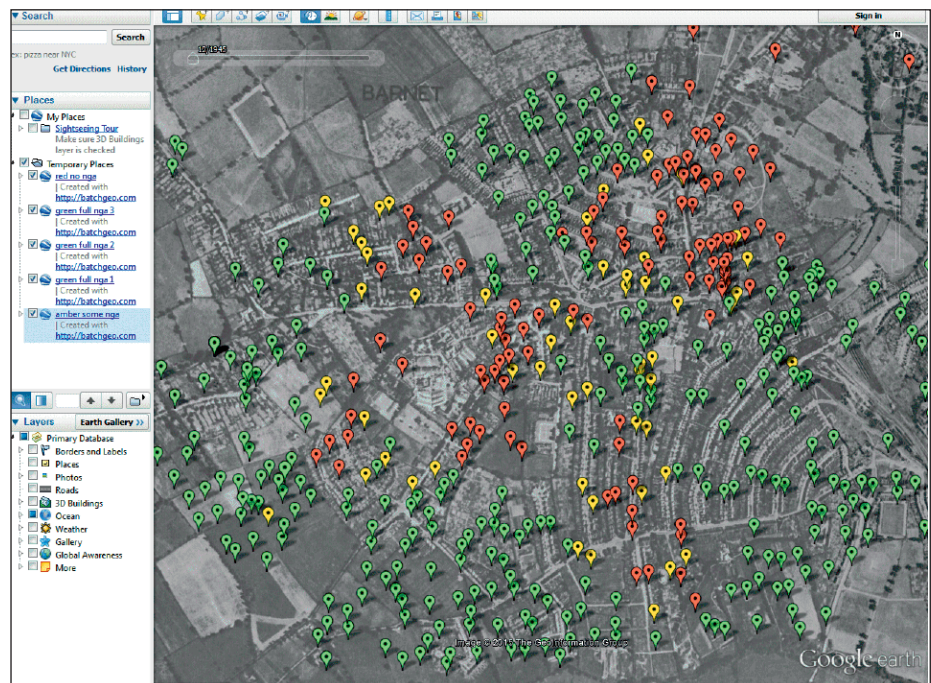 Search
Sign in
Search
ex: pizza near NYC
Get Directions History
Places
My Places
Sightseeing Tour
Make sure 3D Buildings
layer is checked
Temporary Places
red no nga
| Created with
http://batchgeo.com
green full nga 3
| Created with
http://batchgeo.com
green full nga 2
| Created with
http://batchgeo.com
green full nga 1
| Created with
http://batchgeo.com
amber some nga
| Created with
http://batchgeo.com
Layers
Earth Gallery >>
Primary Database
Borders and Labels
Places
Photos
Roads
3D Buildings
Ocean
Weather
Gallery
Global Awareness
More
12/1945
BARNET
N
Image © 2013 The GeoInformation Group
Google earth